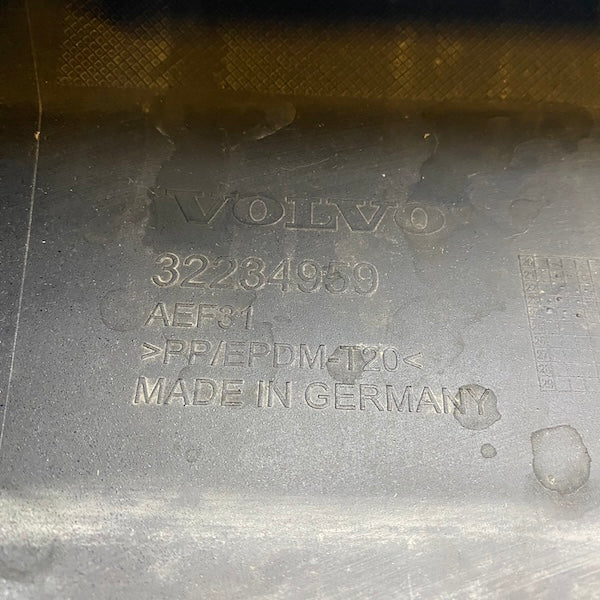 VOLVO
32234959
AEF31
>PP/EPDM-T20<
MADE IN GERMANY